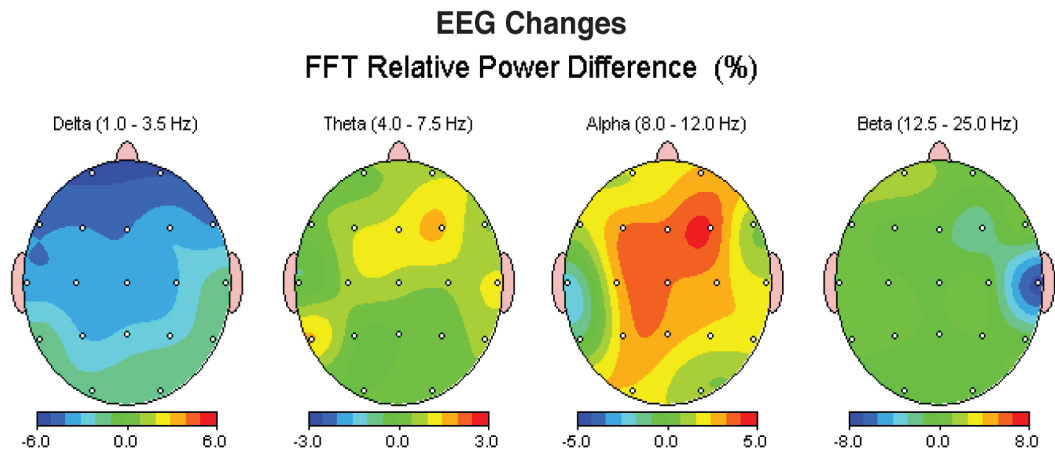 EEG Changes
FFT Relative Power Difference (%)
Delta (1.0 - 3.5 Hz) Theta (4.0 - 7.5 Hz) Alpha (8.0 - 12.0 Hz) Beta (12.5 - 25.0 Hz)
-6.0 0.0 6.0 -3.0 0.0 3.0 -5.0 0.0 5.0 -8.0 0.0 8.0